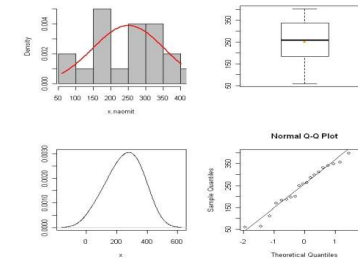 Density
0.000
0.002
0.004
50 100 150 200 250 300 350 400
x.naomit
50
150
250
350
0.0000
0.0010
0.0020
0.0030
0 200 400 600
x
Normal Q-Q Plot
Sample Quantiles
50
150
250
350
-2 -1 0 1
Theoretical Quantiles